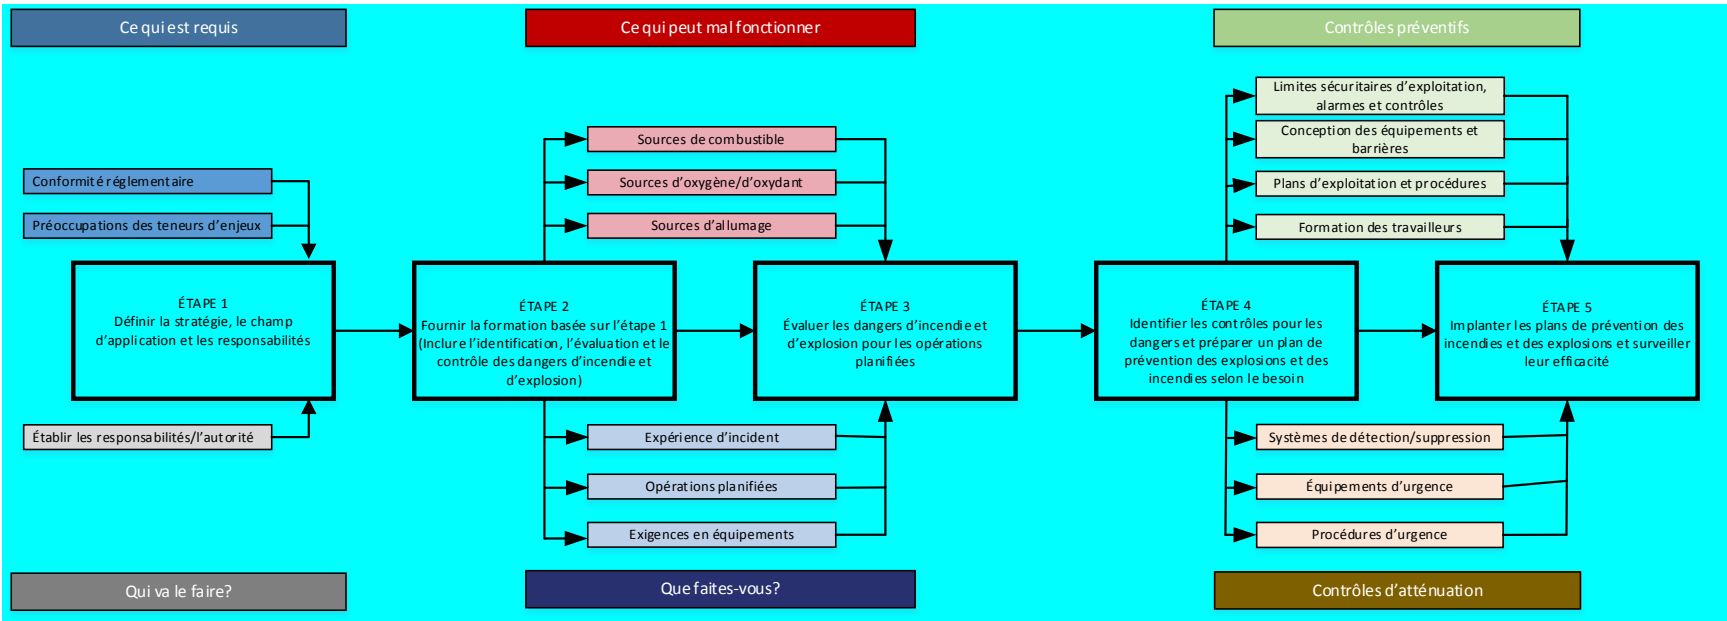 Ce qui est requis
Ce qui peut mal fonctionner
Contrôles préventifs
Limites sécuritaires d’exploitation,
alarmes et contrôles
Conception des équipements et
barrières
Plans d’exploitation et procédures
Formation des travailleurs
Sources de combustible
Sources d’oxygène/d’oxydant
Sources d’allumage
Conformité réglementaire
Préoccupations des teneurs d’enjeux
ÉTAPE 1
Définir la stratégie, le champ
d’application et les responsabilités
ÉTAPE 2
Fournir la formation basée sur l’étape 1
(Inclure l’identification, l’évaluation et le
contrôle des dangers d’incendie et
d’explosion)
ÉTAPE 3
Évaluer les dangers d’incendie et
d’explosion pour les opérations
planifiées
ÉTAPE 4
Identifier les contrôles pour les
dangers et préparer un plan de
prévention des explosions et des
incendies selon le besoin
ÉTAPE 5
Implanter les plans de prévention des
incendies et des explosions et surveiller
leur efficacité
Établir les responsabilités/l’autorité
Expérience d’incident
Opérations planifiées
Exigences en équipements
Systèmes de détection/suppression
Équipements d’urgence
Procédures d’urgence
Qui va le faire?
Que faites-vous?
Contrôles d’atténuation